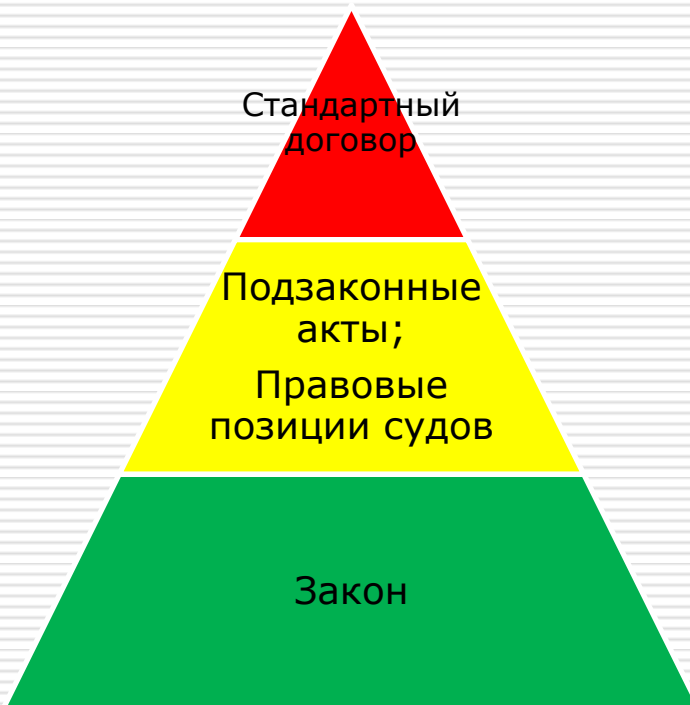 Стандартный
договор
Подзаконные
акты;
Правовые
позиции судов
Закон